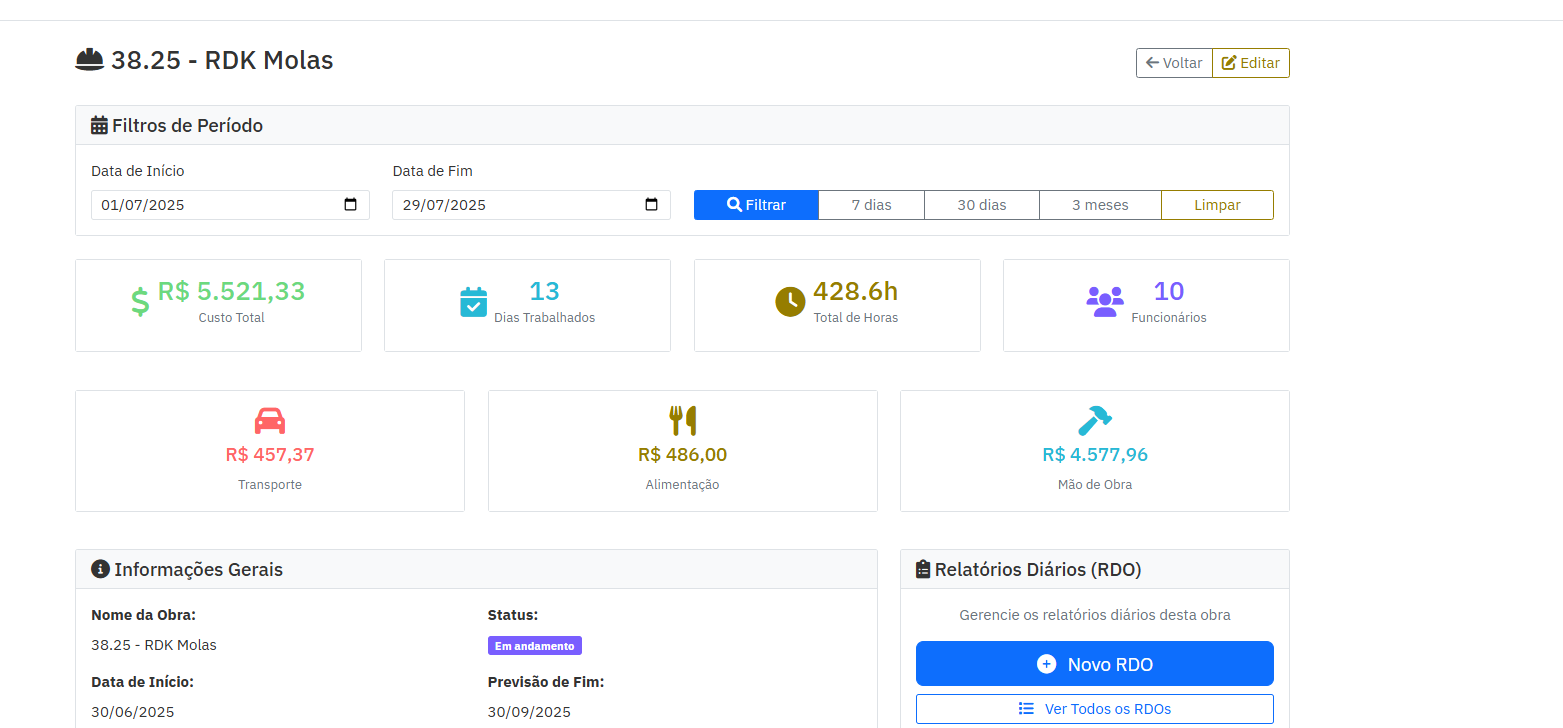 38.25 - RDK Molas
Voltar
Editar
Filtros de Período
Data de Início
Data de Fim
01/07/2025
29/07/2025
Filtrar
7 dias
30 dias
3 meses
Limpar
R$ 5.521,33
Custo Total
13
Dias Trabalhados
428.6h
Total de Horas
10
Funcionários
R$ 457,37
Transporte
R$ 486,00
Alimentação
R$ 4.577,96
Mão de Obra
Informações Gerais
Nome da Obra:
38.25 - RDK Molas
Status:
Em andamento
Data de Início:
30/06/2025
Previsão de Fim:
30/09/2025
Relatórios Diários (RDO)
Gerencie os relatórios diários desta obra
Novo RDO
Ver Todos os RDOs